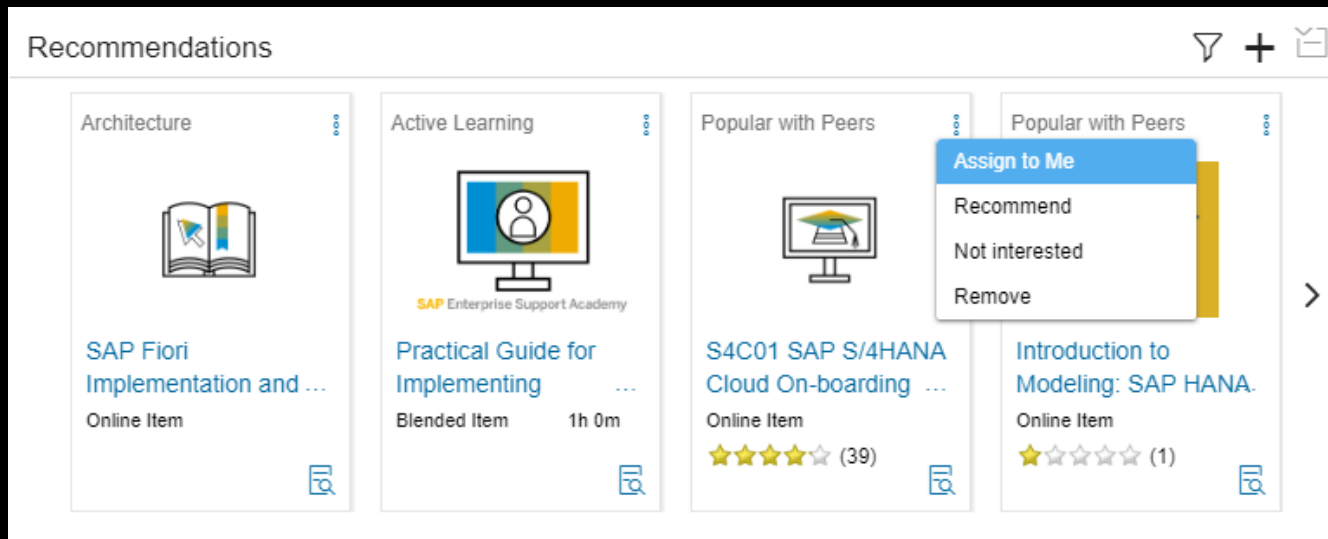 Recommendations
Architecture
SAP Fiori
Implementation and ...
Online Item
Active Learning
SAP Enterprise Support Academy
Practical Guide for
Implementing ...
Blended Item 1h 0m
Popular with Peers
S4C01 SAP S/4HANA
Cloud On-boarding ...
Online Item
(39)
Assign to Me
Recommend
Not interested
Remove
Popular with Peers
Introduction to
Modeling: SAP HANA.
Online Item
(1)